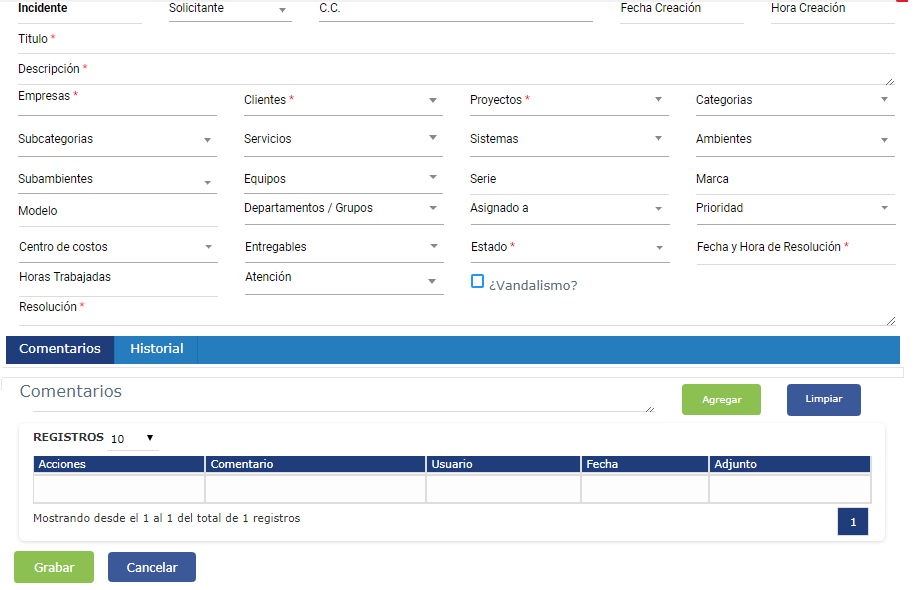 Incidente Solicitante C.C. Fecha Creación Hora Creación
Titulo *
Descripción *
Empresas * Clientes * Proyectos * Categorias
Subcategorias Servicios Sistemas Ambientes
Subambientes Equipos Serie Marca
Modelo Departamentos / Grupos Asignado a Prioridad
Centro de costos Entregables Estado * Fecha y Hora de Resolución *
Horas Trabajadas Atención ¿Vandalismo?
Resolución *
Comentarios Historial
Comentarios Agregar Limpiar
REGISTROS 10
Acciones Comentario Usuario Fecha Adjunto
Mostrando desde el 1 al 1 del total de 1 registros 1
Grabar Cancelar